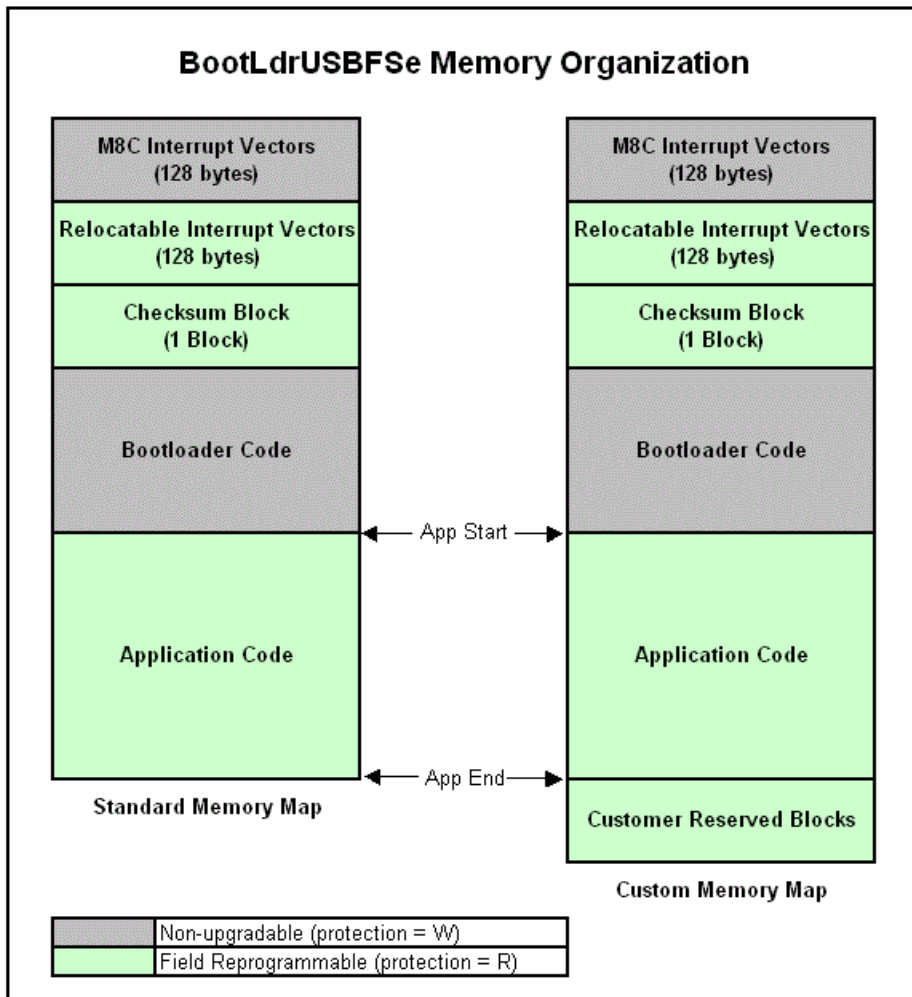 BootLdrUSBFSe Memory Organization
M8C Interrupt Vectors
(128 bytes)
Relocatable Interrupt Vectors
(128 bytes)
Checksum Block
(1 Block)
Bootloader Code
Application Code
Standard Memory Map
App Start
App End
M8C Interrupt Vectors
(128 bytes)
Relocatable Interrupt Vectors
(128 bytes)
Checksum Block
(1 Block)
Bootloader Code
Application Code
Customer Reserved Blocks
Custom Memory Map
Non-upgradable (protection = W)
Field Reprogrammable (protection = R)